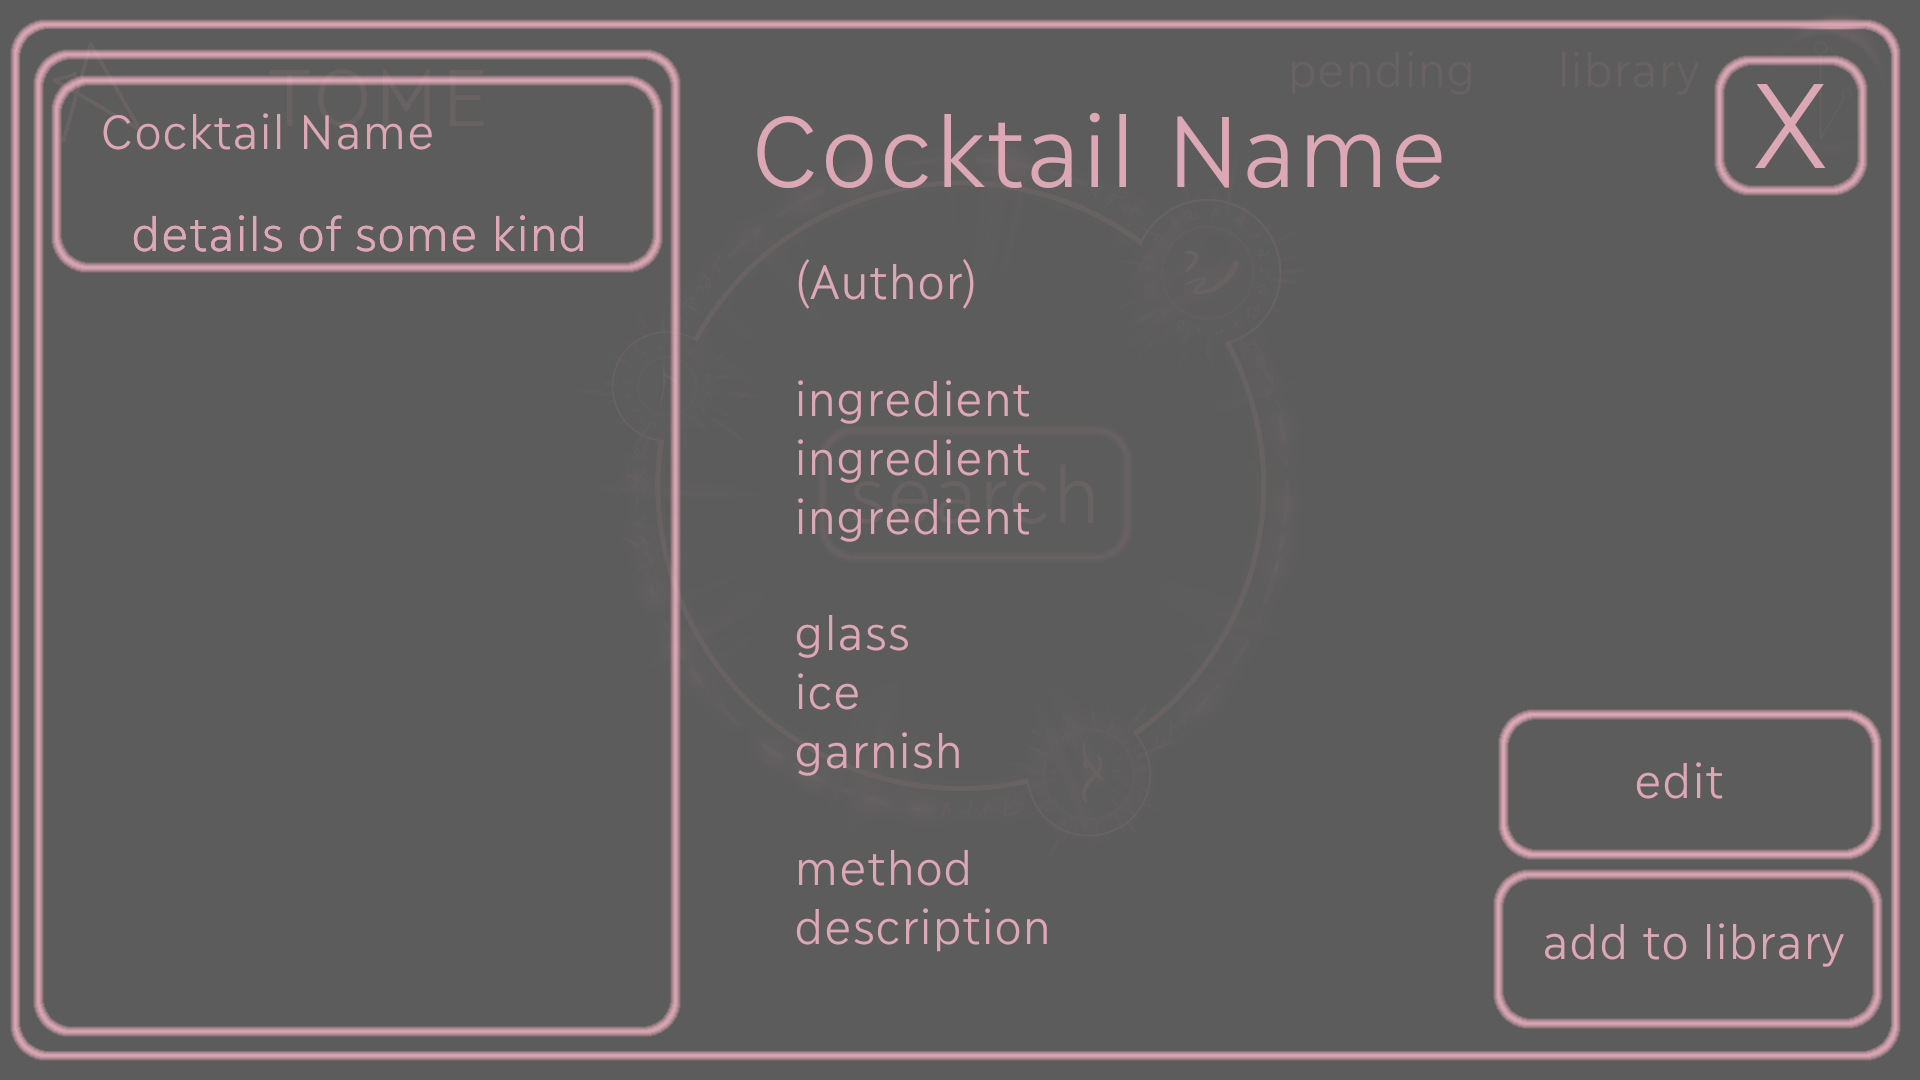 TOME
pending
library
Cocktail Name
details of some kind
Cocktail Name
X
(Author)
ingredient
ingredient
ingredient
search
glass
ice
garnish
method
description
edit
add to library